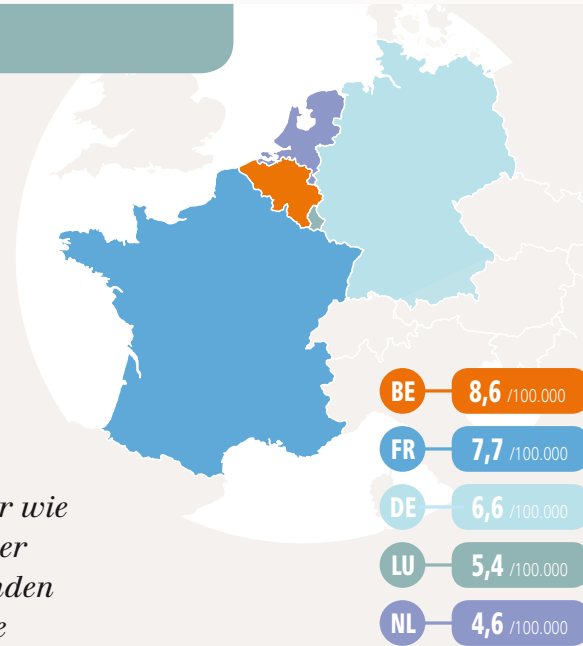 BE 8,6 /100.000
FR 7,7 /100.000
DE 6,6 /100.000
LU 5,4 /100.000
NL 4,6 /100.000
r wie
er
nden
e